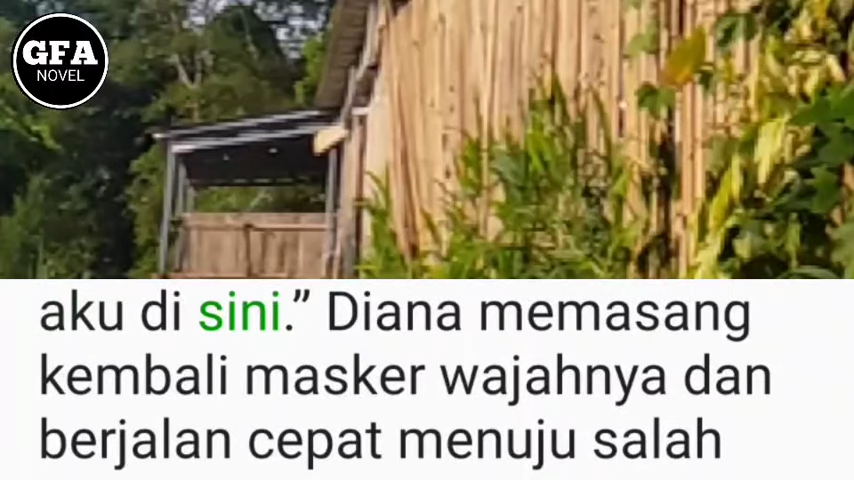 GFA
NOVEL
aku di sini.” Diana memasang
kembali masker wajahnya dan
berjalan cepat menuju salah